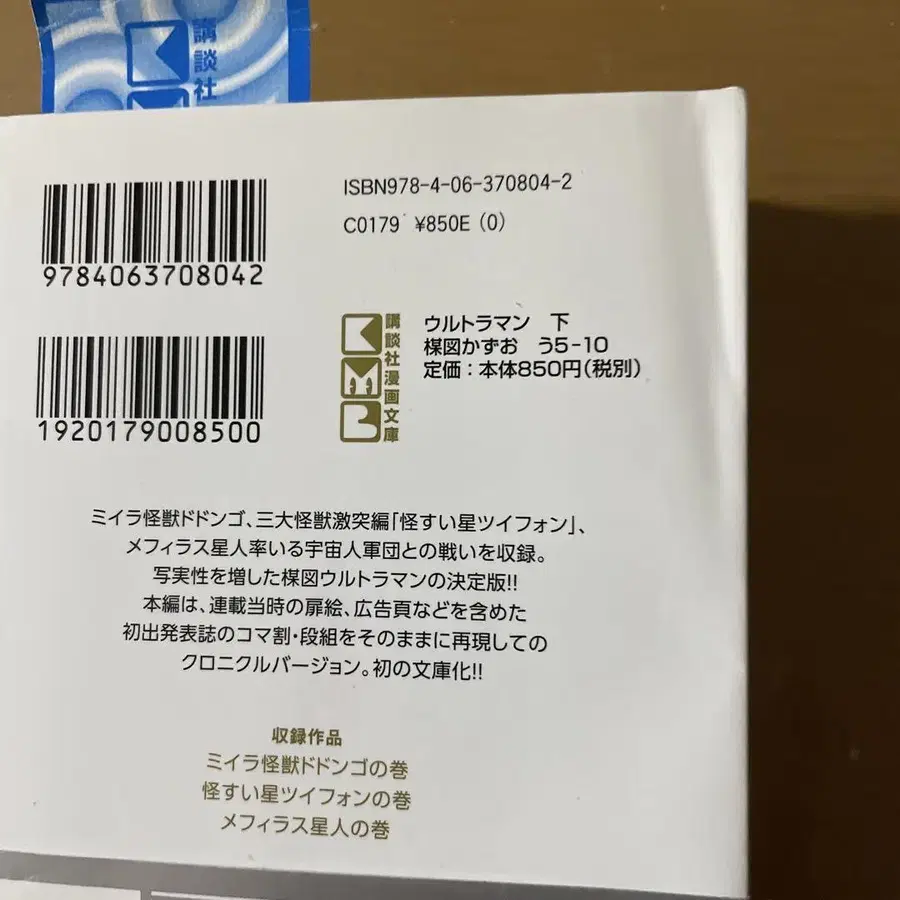 講談社
ISBN978-4-06-370804-2
C0179 ¥850E (0)
9784063708042
1920179008500
講談社漫画文庫
KMB
ウルトラマン 下
楳図かずお う5-10
定価:本体850円(税別)
ミイラ怪獣ドドンゴ、三大怪獣激突編「怪すい星ツイフォン」、
メフィラス星人率いる宇宙人軍団との戦いを収録。
写実性を増した楳図ウルトラマンの決定版!!
本編は、連載当時の扉絵、広告頁などを含めた
初出発表誌のコマ割・段組をそのままに再現しての
クロニクルバージョン。初の文庫化!!
収録作品
ミイラ怪獣ドドンゴの巻
怪すい星ツイフォンの巻
メフィラス星人の巻